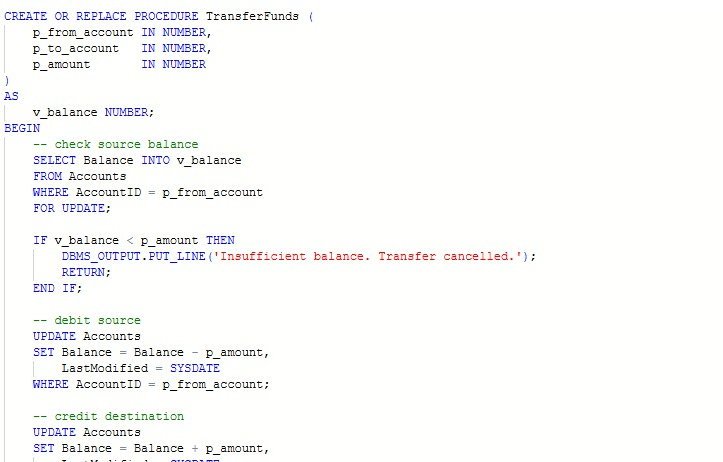 CREATE OR REPLACE PROCEDURE TransferFunds (
    p_from_account IN NUMBER,
    p_to_account   IN NUMBER,
    p_amount       IN NUMBER
)
AS
    v_balance NUMBER;
BEGIN
    -- check source balance
    SELECT Balance INTO v_balance
    FROM Accounts
    WHERE AccountID = p_from_account
    FOR UPDATE;

    IF v_balance < p_amount THEN
        DBMS_OUTPUT.PUT_LINE('Insufficient balance. Transfer cancelled.');
        RETURN;
    END IF;

    -- debit source
    UPDATE Accounts
    SET Balance = Balance - p_amount,
        LastModified = SYSDATE
    WHERE AccountID = p_from_account;

    -- credit destination
    UPDATE Accounts
    SET Balance = Balance + p_amount,